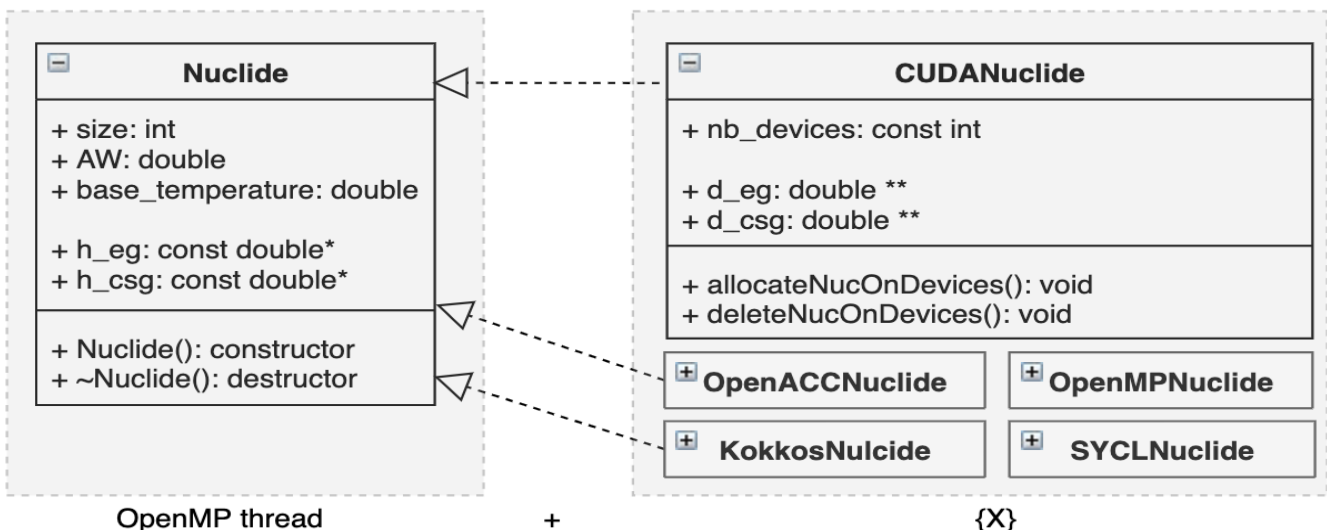 Nuclide
+ size: int
+ AW: double
+ base_temperature: double
+ h_eg: const double*
+ h_csg: const double*
+ Nuclide(): constructor
+ ~Nuclide(): destructor
CUDANuclide
+ nb_devices: const int
+ d_eg: double **
+ d_csg: double **
+ allocateNucOnDevices(): void
+ deleteNucOnDevices(): void
OpenACCNuclide
OpenMPNuclide
KokkosNulcide
SYCLNuclide
OpenMP thread + {X}